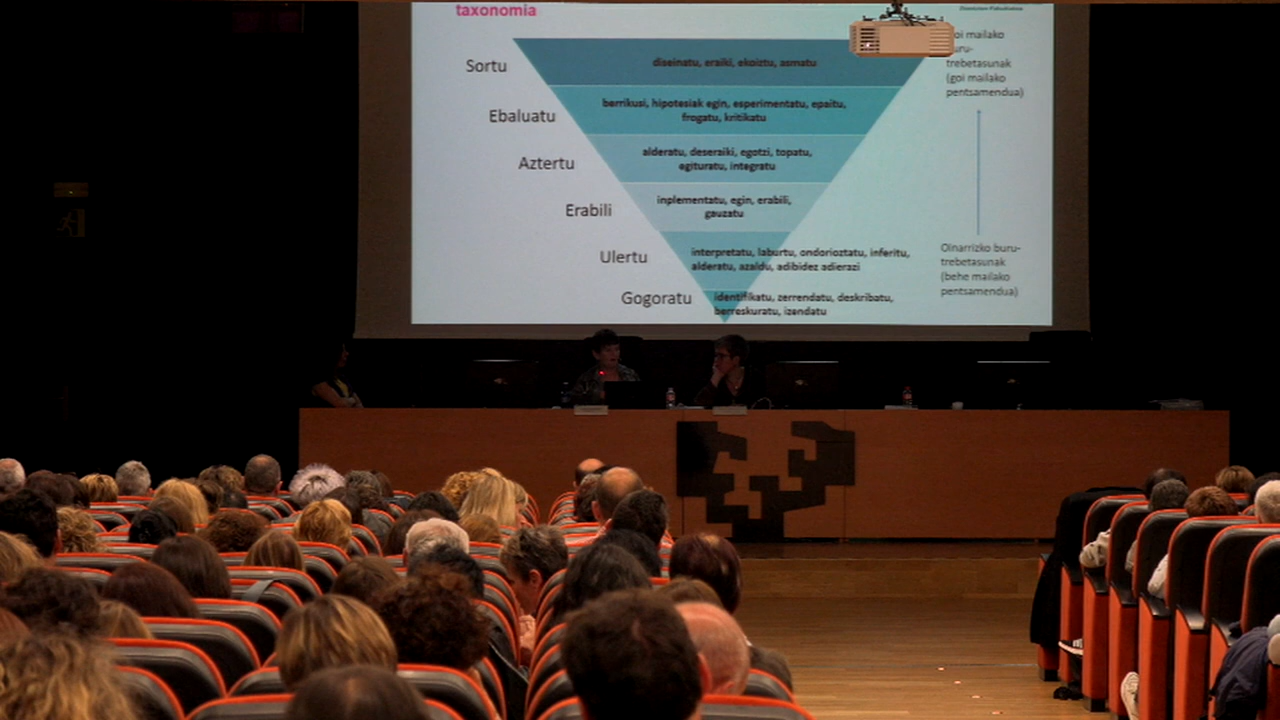 taxonomia
Sortu
diseinatu, eraiki, ekoiztu, asmatu
Ebaluatu
berrikusi, hipotesiak egin, esperimentatu, epaitu,
frogatu, kritikatu
Aztertu
alderatu, deseraiki, egotzi, topatu,
egituratu, integratu
Erabili
inplementatu, egin, erabili,
gauzatu
Ulertu
interpretatu, laburtu, ondorioztatu, inferitu,
alderatu, azaldu, adibidez adierazi
Gogoratu
identifikatu, zerrendatu, deskribatu,
berreskuratu, izendatu
oi mailako
uru-
trebetasunak
(goi mailako
pentsamendua)
Oinarrizko buru-
trebetasunak
(behe mailako
pentsamendua)